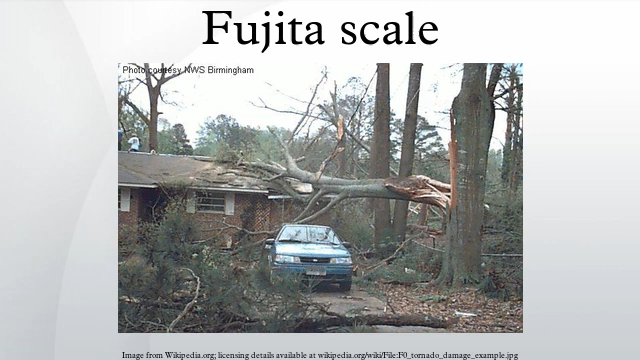 Fujita scale
Photo courtesy NWS Birmingham
Image from Wikipedia.org; licensing details available at wikipedia.org/wiki/File:F0_tornado_damage_example.jpg